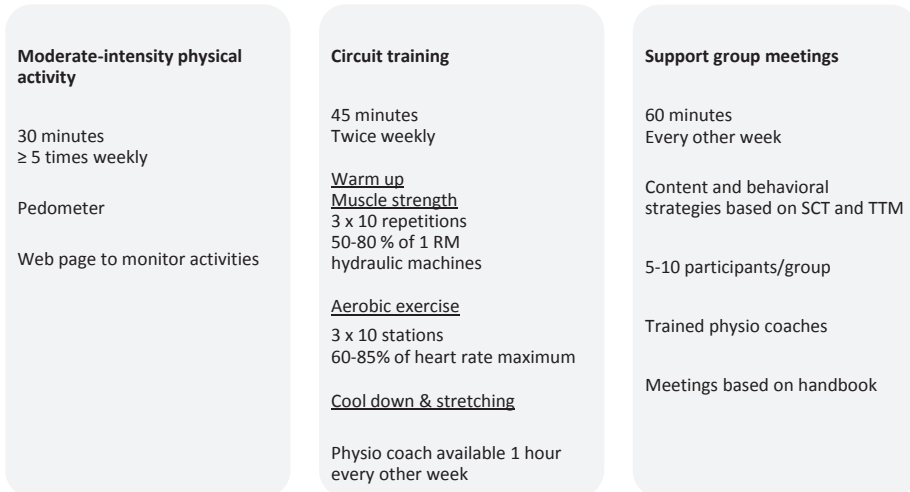 Moderate-intensity physical
activity
30 minutes
≥ 5 times weekly
Pedometer
Web page to monitor activities
Circuit training
45 minutes
Twice weekly
Warm up
Muscle strength
3 x 10 repetitions
50-80 % of 1 RM
hydraulic machines
Aerobic exercise
3 x 10 stations
60-85% of heart rate maximum
Cool down & stretching
Physio coach available 1 hour
every other week
Support group meetings
60 minutes
Every other week
Content and behavioral
strategies based on SCT and TTM
5-10 participants/group
Trained physio coaches
Meetings based on handbook